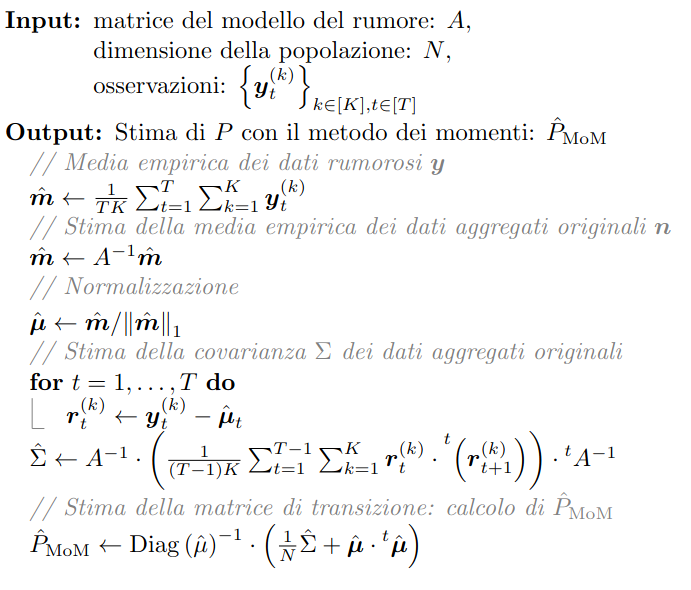 Input: matrice del modello del rumore: $A$,
dimensione della popolazione: $N$,
osservazioni: $\left\{\boldsymbol{y}_t^{(k)}\right\}_{k\in[K],t\in[T]}$
Output: Stima di $P$ con il metodo dei momenti: $\hat{P}_{\mathrm{MoM}}$
// Media empirica dei dati rumorosi $\boldsymbol{y}$
$\hat{\boldsymbol{m}} \leftarrow \frac{1}{TK}\sum_{t=1}^{T}\sum_{k=1}^{K}\boldsymbol{y}_t^{(k)}$
// Stima della media empirica dei dati aggregati originali $\boldsymbol{n}$
$\hat{\boldsymbol{m}} \leftarrow A^{-1}\hat{\boldsymbol{m}}$
// Normalizzazione
$\hat{\boldsymbol{\mu}} \leftarrow \hat{\boldsymbol{m}}/\|\hat{\boldsymbol{m}}\|_1$
// Stima della covarianza $\Sigma$ dei dati aggregati originali
for $t = 1, \ldots, T$ do
$\boldsymbol{r}_t^{(k)} \leftarrow \boldsymbol{y}_t^{(k)} - \hat{\boldsymbol{\mu}}_t$
$\hat{\Sigma} \leftarrow A^{-1} \cdot \left(\frac{1}{(T-1)K}\sum_{t=1}^{T-1}\sum_{k=1}^{K}\boldsymbol{r}_t^{(k)} \cdot {}^t\!\left(\boldsymbol{r}_{t+1}^{(k)}\right)\right) \cdot {}^tA^{-1}$
// Stima della matrice di transizione: calcolo di $\hat{P}_{\mathrm{MoM}}$
$\hat{P}_{\mathrm{MoM}} \leftarrow \mathrm{Diag}\,(\hat{\mu})^{-1} \cdot \left(\frac{1}{N}\hat{\Sigma} + \hat{\boldsymbol{\mu}} \cdot {}^t\hat{\boldsymbol{\mu}}\right)$